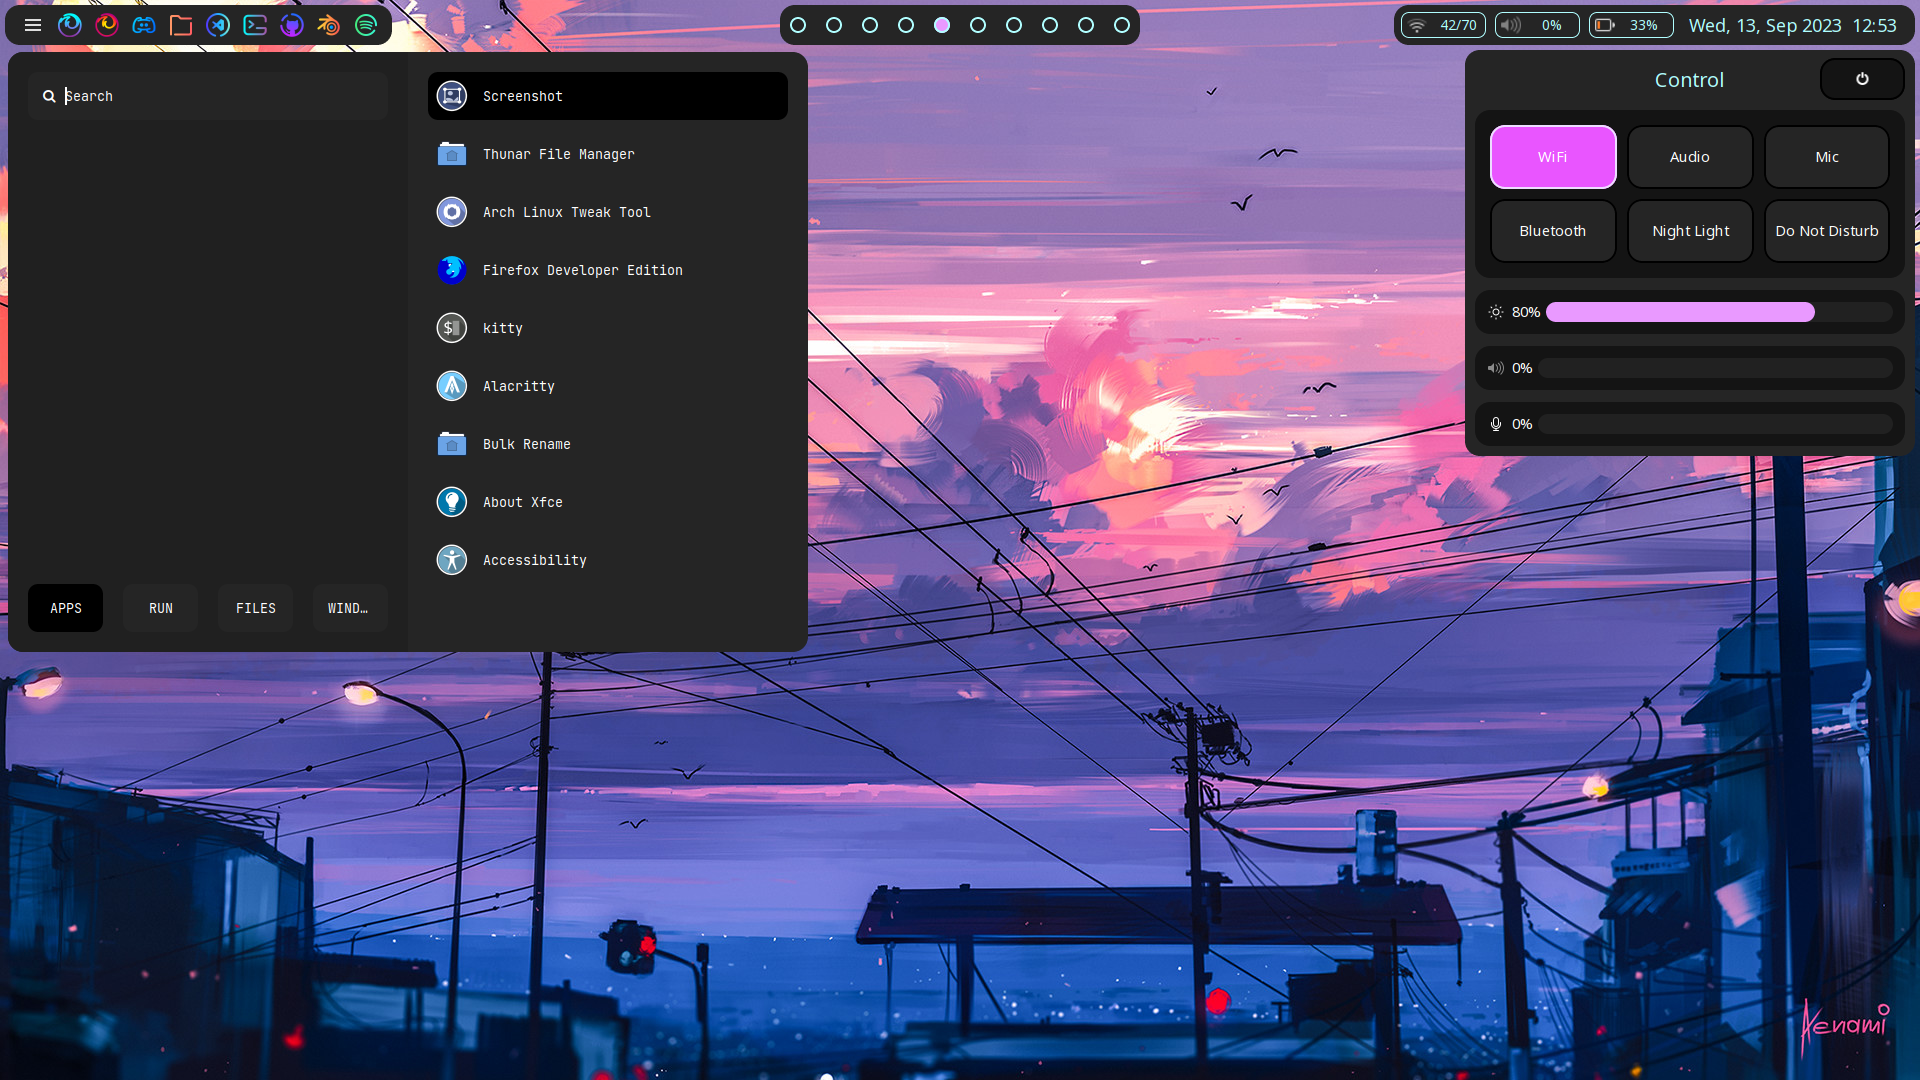 42/70
0%
33%
Wed, 13, Sep 2023 12:53
Search
Screenshot
Thunar File Manager
Arch Linux Tweak Tool
Firefox Developer Edition
kitty
Alacritty
Bulk Rename
About Xfce
Accessibility
APPS
RUN
FILES
WIND…
Control
WiFi
Audio
Mic
Bluetooth
Night Light
Do Not Disturb
80%
0%
0%
Aenami